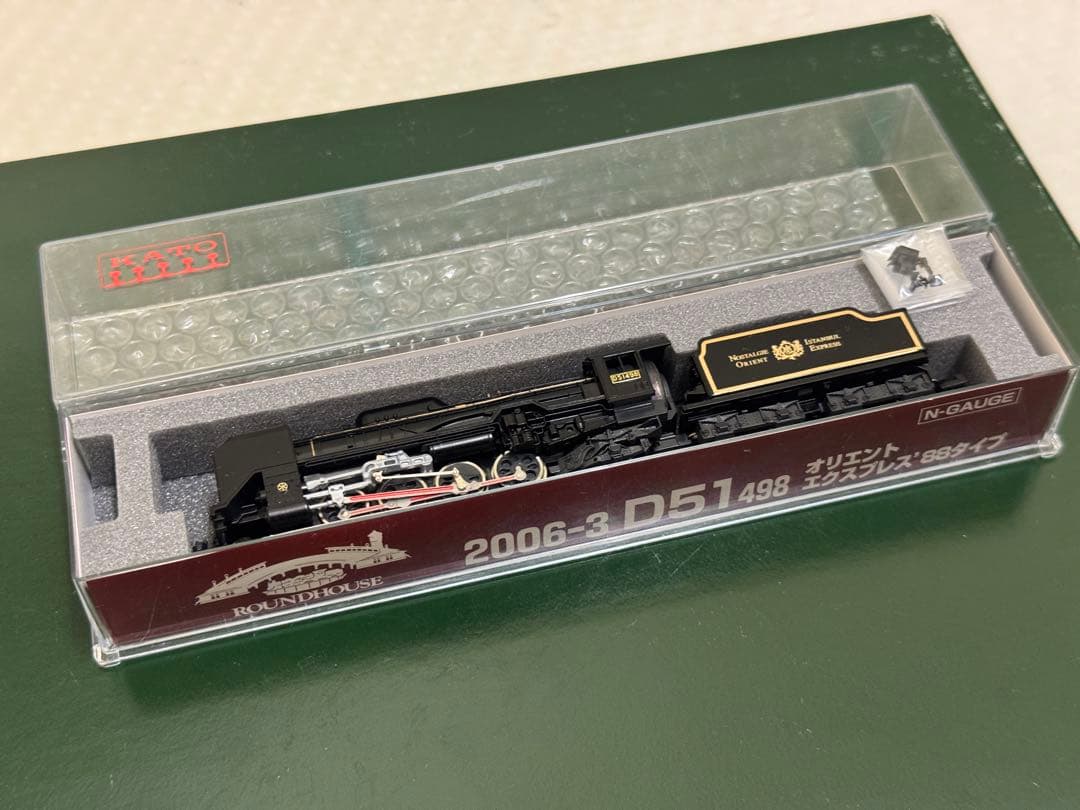 KATO
D51498
NOSTALGIE ISTANBUL
ORIENT EXPRESS
N-GAUGE
2006-3 D51 498 オリエント
エクスプレス'88タイプ
ROUNDHOUSE